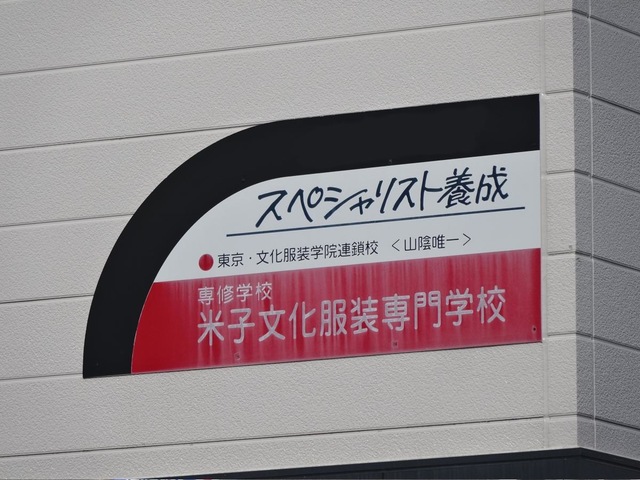 スペシャリスト養成
●東京・文化服装学院連鎖校 <山陰唯一>
専修学校
米子文化服装専門学校